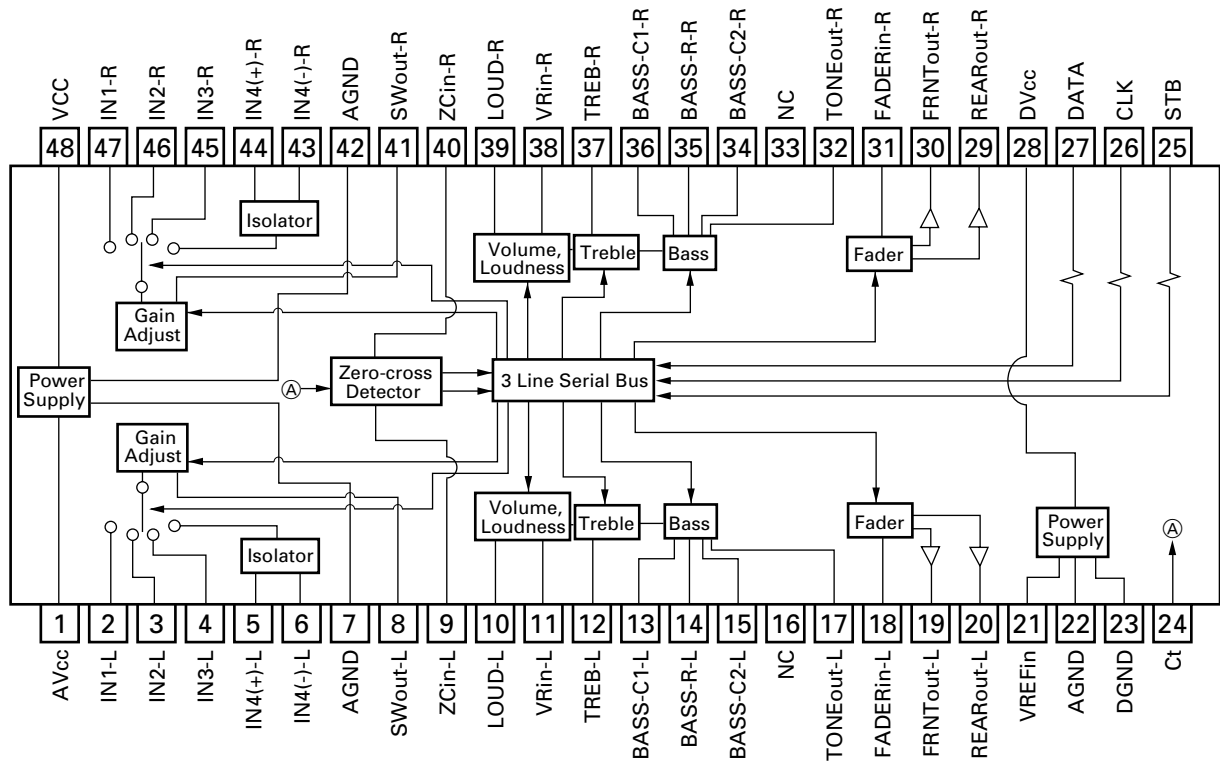 VCC
IN1-R
IN2-R
IN3-R
IN4(+)-R
IN4(-)-R
AGND
SWout-R
ZCin-R
LOUD-R
VRin-R
TREB-R
BASS-C1-R
BASS-R-R
BASS-C2-R
NC
TONEout-R
FADERin-R
FRNTout-R
REARout-R
DVcc
DATA
CLK
STB
48 47 46 45 44 43 42 41 40 39 38 37 36 35 34 33 32 31 30 29 28 27 26 25
Isolator
Volume,
Loudness
Treble
Bass
Fader
Gain
Adjust
Power
Supply
A
Zero-cross
Detector
3 Line Serial Bus
Gain
Adjust
Isolator
Volume,
Loudness
Treble
Bass
Fader
Power
Supply
A
1 2 3 4 5 6 7 8 9 10 11 12 13 14 15 16 17 18 19 20 21 22 23 24
AVcc
IN1-L
IN2-L
IN3-L
IN4(+)-L
IN4(-)-L
AGND
SWout-L
ZCin-L
LOUD-L
VRin-L
TREB-L
BASS-C1-L
BASS-R-L
BASS-C2-L
NC
TONEout-L
FADERin-L
FRNTout-L
REARout-L
VREFin
AGND
DGND
Ct